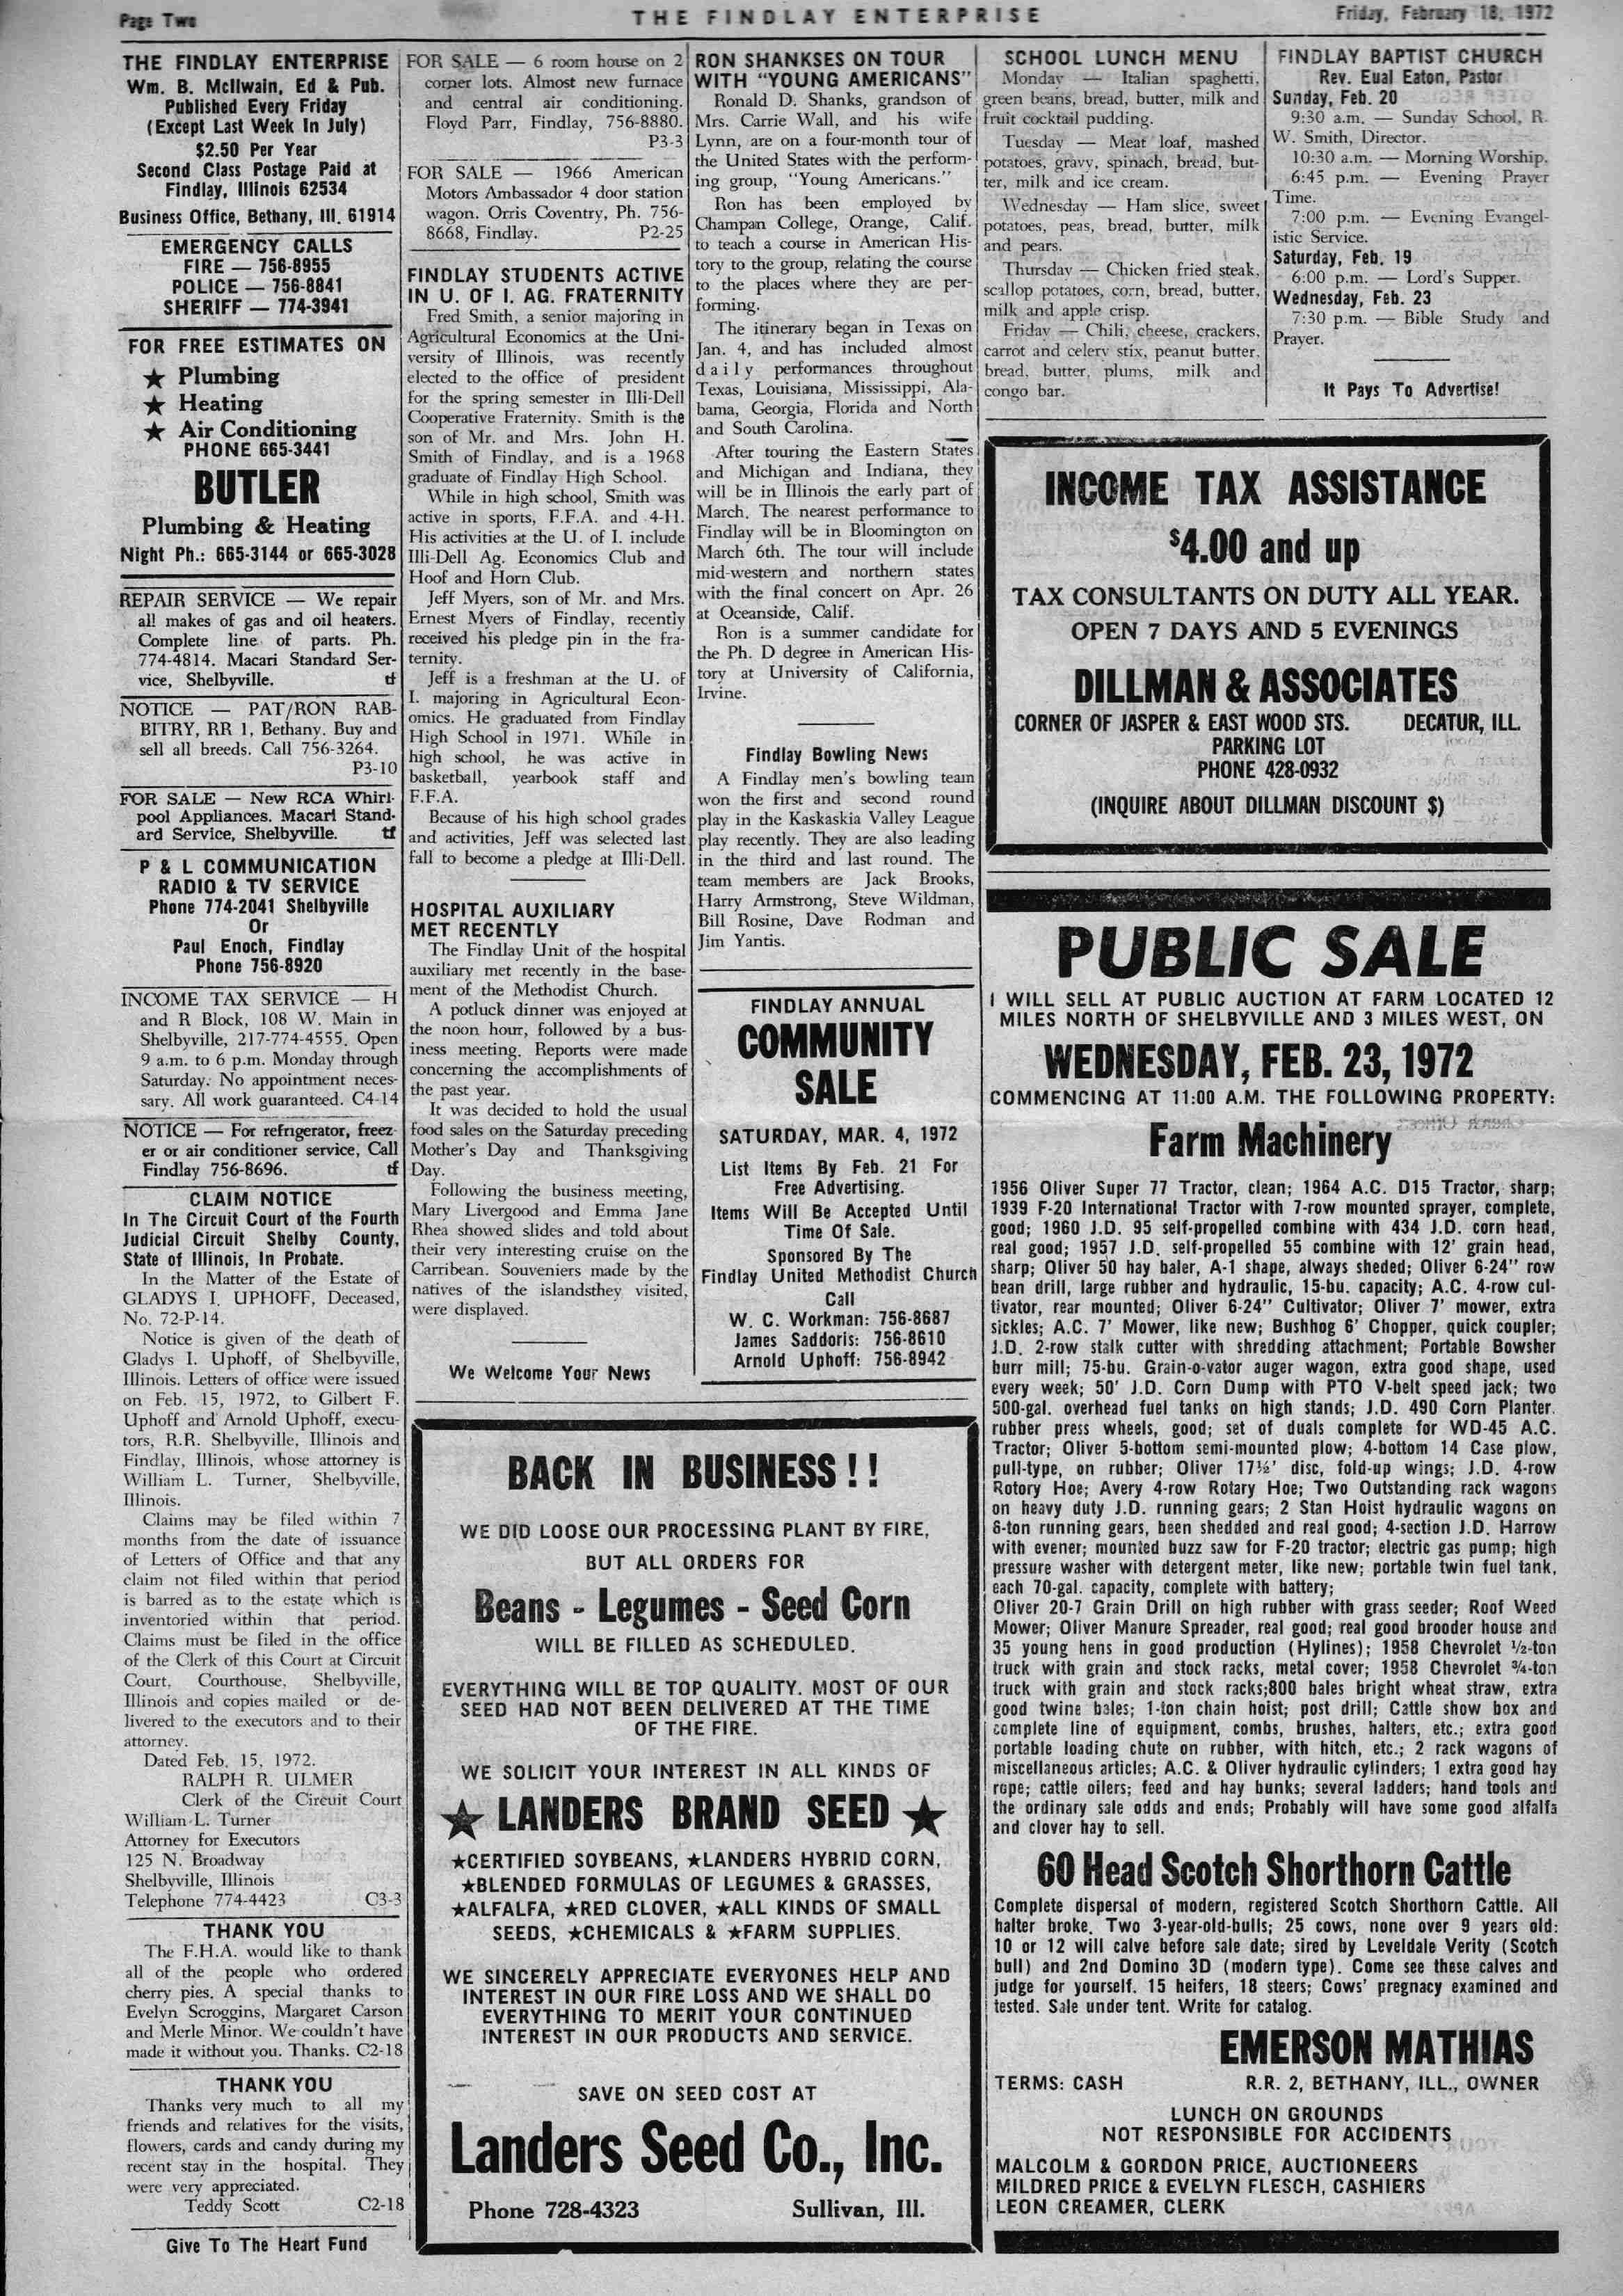 Page Two
THE FINDLAY ENTERPRISE
Friday, February 18, 1972
THE FINDLAY ENTERPRISE
Wm. B. McIlwain, Ed & Pub.
Published Every Friday
(Except Last Week In July)
$2.50 Per Year
Second Class Postage Paid at
Findlay, Illinois 62534
Business Office, Bethany, Ill. 61914
EMERGENCY CALLS
FIRE — 756-8955
POLICE — 756-8841
SHERIFF — 774-3941
FOR FREE ESTIMATES ON
★ Plumbing
★ Heating
★ Air Conditioning
PHONE 665-3441
BUTLER
Plumbing & Heating
Night Ph.: 665-3144 or 665-3028
REPAIR SERVICE — We repair
all makes of gas and oil heaters.
Complete line of parts. Ph.
774-4814. Macari Standard Ser-
vice, Shelbyville. tf
NOTICE — PAT/RON RAB-
BITRY, RR 1, Bethany. Buy and
sell all breeds. Call 756-3264.
P3-10
FOR SALE — New RCA Whirl-
pool Appliances. Macari Stand-
ard Service, Shelbyville. tf
P & L COMMUNICATION
RADIO & TV SERVICE
Phone 774-2041 Shelbyville
Or
Paul Enoch, Findlay
Phone 756-8920
INCOME TAX SERVICE — H
and R Block, 108 W. Main in
Shelbyville, 217-774-4555. Open
9 a.m. to 6 p.m. Monday through
Saturday. No appointment neces-
sary. All work guaranteed. C4-14
NOTICE — For refrigerator, freez-
er or air conditioner service, Call
Findlay 756-8696. tf
CLAIM NOTICE
In The Circuit Court of the Fourth
Judicial Circuit Shelby County,
State of Illinois, In Probate.
In the Matter of the Estate of
GLADYS I. UPHOFF, Deceased,
No. 72-P-14.
Notice is given of the death of
Gladys I. Uphoff, of Shelbyville,
Illinois. Letters of office were issued
on Feb. 15, 1972, to Gilbert F.
Uphoff and Arnold Uphoff, execu-
tors, R.R. Shelbyville, Illinois and
Findlay, Illinois, whose attorney is
William L. Turner, Shelbyville,
Illinois.
Claims may be filed within 7
months from the date of issuance
of Letters of Office and that any
claim not filed within that period
is barred as to the estate which is
inventoried within that period.
Claims must be filed in the office
of the Clerk of this Court at Circuit
Court, Courthouse, Shelbyville,
Illinois and copies mailed or de-
livered to the executors and to their
attorney.
Dated Feb. 15, 1972.
RALPH R. ULMER
Clerk of the Circuit Court
William L. Turner
Attorney for Executors
125 N. Broadway
Shelbyville, Illinois
Telephone 774-4423 C3-3
THANK YOU
The F.H.A. would like to thank
all of the people who ordered
cherry pies. A special thanks to
Evelyn Scroggins, Margaret Carson
and Merle Minor. We couldn't have
made it without you. Thanks. C2-18
THANK YOU
Thanks very much to all my
friends and relatives for the visits,
flowers, cards and candy during my
recent stay in the hospital. They
were very appreciated.
Teddy Scott C2-18
Give To The Heart Fund
FOR SALE — 6 room house on 2
corner lots. Almost new furnace
and central air conditioning.
Floyd Parr, Findlay, 756-8880.
P3-3
FOR SALE — 1966 American
Motors Ambassador 4 door station
wagon. Orris Coventry, Ph. 756-
8668, Findlay. P2-25
FINDLAY STUDENTS ACTIVE
IN U. OF I. AG. FRATERNITY
Fred Smith, a senior majoring in
Agricultural Economics at the Uni-
versity of Illinois, was recently
elected to the office of president
for the spring semester in Illi-Dell
Cooperative Fraternity. Smith is the
son of Mr. and Mrs. John H.
Smith of Findlay, and is a 1968
graduate of Findlay High School.
While in high school, Smith was
active in sports, F.F.A. and 4-H.
His activities at the U. of I. include
Illi-Dell Ag. Economics Club and
Hoof and Horn Club.
Jeff Myers, son of Mr. and Mrs.
Ernest Myers of Findlay, recently
received his pledge pin in the fra-
ternity.
Jeff is a freshman at the U. of
I. majoring in Agricultural Econ-
omics. He graduated from Findlay
High School in 1971. While in
high school, he was active in
basketball, yearbook staff and
F.F.A.
Because of his high school grades
and activities, Jeff was selected last
fall to become a pledge at Illi-Dell.
HOSPITAL AUXILIARY
MET RECENTLY
The Findlay Unit of the hospital
auxiliary met recently in the base-
ment of the Methodist Church.
A potluck dinner was enjoyed at
the noon hour, followed by a bus-
iness meeting. Reports were made
concerning the accomplishments of
the past year.
It was decided to hold the usual
food sales on the Saturday preceding
Mother's Day and Thanksgiving
Day.
Following the business meeting,
Mary Livergood and Emma Jane
Rhea showed slides and told about
their very interesting cruise on the
Carribean. Souveniers made by the
natives of the islandsthey visited,
were displayed.
We Welcome Your News
RON SHANKSES ON TOUR
WITH "YOUNG AMERICANS"
Ronald D. Shanks, grandson of
Mrs. Carrie Wall, and his wife
Lynn, are on a four-month tour of
the United States with the perform-
ing group, "Young Americans."
Ron has been employed by
Champan College, Orange, Calif.
to teach a course in American His-
tory to the group, relating the course
to the places where they are per-
forming.
The itinerary began in Texas on
Jan. 4, and has included almost
daily performances throughout
Texas, Louisiana, Mississippi, Ala-
bama, Georgia, Florida and North
and South Carolina.
After touring the Eastern States
and Michigan and Indiana, they
will be in Illinois the early part of
March. The nearest performance to
Findlay will be in Bloomington on
March 6th. The tour will include
mid-western and northern states
with the final concert on Apr. 26
at Oceanside, Calif.
Ron is a summer candidate for
the Ph. D degree in American His-
tory at University of California,
Irvine.
Findlay Bowling News
A Findlay men's bowling team
won the first and second round
play in the Kaskaskia Valley League
play recently. They are also leading
in the third and last round. The
team members are Jack Brooks,
Harry Armstrong, Steve Wildman,
Bill Rosine, Dave Rodman and
Jim Yantis.
FINDLAY ANNUAL
COMMUNITY
SALE
SATURDAY, MAR. 4, 1972
List Items By Feb. 21 For
Free Advertising.
Items Will Be Accepted Until
Time Of Sale.
Sponsored By The
Findlay United Methodist Church
Call
W. C. Workman: 756-8687
James Saddoris: 756-8610
Arnold Uphoff: 756-8942
BACK IN BUSINESS!!
WE DID LOOSE OUR PROCESSING PLANT BY FIRE,
BUT ALL ORDERS FOR
Beans - Legumes - Seed Corn
WILL BE FILLED AS SCHEDULED.
EVERYTHING WILL BE TOP QUALITY. MOST OF OUR
SEED HAD NOT BEEN DELIVERED AT THE TIME
OF THE FIRE.
WE SOLICIT YOUR INTEREST IN ALL KINDS OF
★ LANDERS BRAND SEED ★
★CERTIFIED SOYBEANS, ★LANDERS HYBRID CORN,
★BLENDED FORMULAS OF LEGUMES & GRASSES,
★ALFALFA, ★RED CLOVER, ★ALL KINDS OF SMALL
SEEDS, ★CHEMICALS & ★FARM SUPPLIES.
WE SINCERELY APPRECIATE EVERYONES HELP AND
INTEREST IN OUR FIRE LOSS AND WE SHALL DO
EVERYTHING TO MERIT YOUR CONTINUED
INTEREST IN OUR PRODUCTS AND SERVICE.
SAVE ON SEED COST AT
Landers Seed Co., Inc.
Phone 728-4323 Sullivan, Ill.
SCHOOL LUNCH MENU
Monday — Italian spaghetti,
green beans, bread, butter, milk and
fruit cocktail pudding.
Tuesday — Meat loaf, mashed
potatoes, gravy, spinach, bread, but-
ter, milk and ice cream.
Wednesday — Ham slice, sweet
potatoes, peas, bread, butter, milk
and pears.
Thursday — Chicken fried steak,
scallop potatoes, corn, bread, butter,
milk and apple crisp.
Friday — Chili, cheese, crackers,
carrot and celery stix, peanut butter,
bread, butter, plums, milk and
congo bar.
FINDLAY BAPTIST CHURCH
Rev. Eual Eaton, Pastor
Sunday, Feb. 20
9:30 a.m. — Sunday School, R.
W. Smith, Director.
10:30 a.m. — Morning Worship.
6:45 p.m. — Evening Prayer
Time.
7:00 p.m. — Evening Evangel-
istic Service.
Saturday, Feb. 19
6:00 p.m. — Lord's Supper.
Wednesday, Feb. 23
7:30 p.m. — Bible Study and
Prayer.
It Pays To Advertise!
INCOME TAX ASSISTANCE
$4.00 and up
TAX CONSULTANTS ON DUTY ALL YEAR.
OPEN 7 DAYS AND 5 EVENINGS
DILLMAN & ASSOCIATES
CORNER OF JASPER & EAST WOOD STS. DECATUR, ILL.
PARKING LOT
PHONE 428-0932
(INQUIRE ABOUT DILLMAN DISCOUNT $)
PUBLIC SALE
I WILL SELL AT PUBLIC AUCTION AT FARM LOCATED 12
MILES NORTH OF SHELBYVILLE AND 3 MILES WEST, ON
WEDNESDAY, FEB. 23, 1972
COMMENCING AT 11:00 A.M. THE FOLLOWING PROPERTY:
Farm Machinery
1956 Oliver Super 77 Tractor, clean; 1964 A.C. D15 Tractor, sharp;
1939 F-20 International Tractor with 7-row mounted sprayer, complete,
good; 1960 J.D. 95 self-propelled combine with 434 J.D. corn head,
real good; 1957 J.D. self-propelled 55 combine with 12' grain head,
sharp; Oliver 50 hay baler, A-1 shape, always sheded; Oliver 6-24" row
bean drill, large rubber and hydraulic, 15-bu. capacity; A.C. 4-row cul-
tivator, rear mounted; Oliver 6-24" Cultivator; Oliver 7' mower, extra
sickles; A.C. 7' Mower, like new; Bushhog 6' Chopper, quick coupler;
J.D. 2-row stalk cutter with shredding attachment; Portable Bowsher
burr mill; 75-bu. Grain-o-vator auger wagon, extra good shape, used
every week; 50' J.D. Corn Dump with PTO V-belt speed jack; two
500-gal. overhead fuel tanks on high stands; J.D. 490 Corn Planter,
rubber press wheels, good; set of duals complete for WD-45 A.C.
Tractor; Oliver 5-bottom semi-mounted plow; 4-bottom 14 Case plow,
pull-type, on rubber; Oliver 17½' disc, fold-up wings; J.D. 4-row
Rotory Hoe; Avery 4-row Rotary Hoe; Two Outstanding rack wagons
on heavy duty J.D. running gears; 2 Stan Hoist hydraulic wagons on
6-ton running gears, been shedded and real good; 4-section J.D. Harrow
with evener; mounted buzz saw for F-20 tractor; electric gas pump; high
pressure washer with detergent meter, like new; portable twin fuel tank,
each 70-gal. capacity, complete with battery;
Oliver 20-7 Grain Drill on high rubber with grass seeder; Roof Weed
Mower; Oliver Manure Spreader, real good; real good brooder house and
35 young hens in good production (Hylines); 1958 Chevrolet ½-ton
truck with grain and stock racks, metal cover; 1958 Chevrolet ¾-ton
truck with grain and stock racks;800 bales bright wheat straw, extra
good twine bales; 1-ton chain hoist; post drill; Cattle show box and
complete line of equipment, combs, brushes, halters, etc.; extra good
portable loading chute on rubber, with hitch, etc.; 2 rack wagons of
miscellaneous articles; A.C. & Oliver hydraulic cylinders; 1 extra good hay
rope; cattle oilers; feed and hay bunks; several ladders; hand tools and
the ordinary sale odds and ends; Probably will have some good alfalfa
and clover hay to sell.
60 Head Scotch Shorthorn Cattle
Complete dispersal of modern, registered Scotch Shorthorn Cattle. All
halter broke. Two 3-year-old-bulls; 25 cows, none over 9 years old:
10 or 12 will calve before sale date; sired by Leveldale Verity (Scotch
bull) and 2nd Domino 3D (modern type). Come see these calves and
judge for yourself. 15 heifers, 18 steers; Cows' pregnacy examined and
tested. Sale under tent. Write for catalog.
EMERSON MATHIAS
TERMS: CASH R.R. 2, BETHANY, ILL., OWNER
LUNCH ON GROUNDS
NOT RESPONSIBLE FOR ACCIDENTS
MALCOLM & GORDON PRICE, AUCTIONEERS
MILDRED PRICE & EVELYN FLESCH, CASHIERS
LEON CREAMER, CLERK